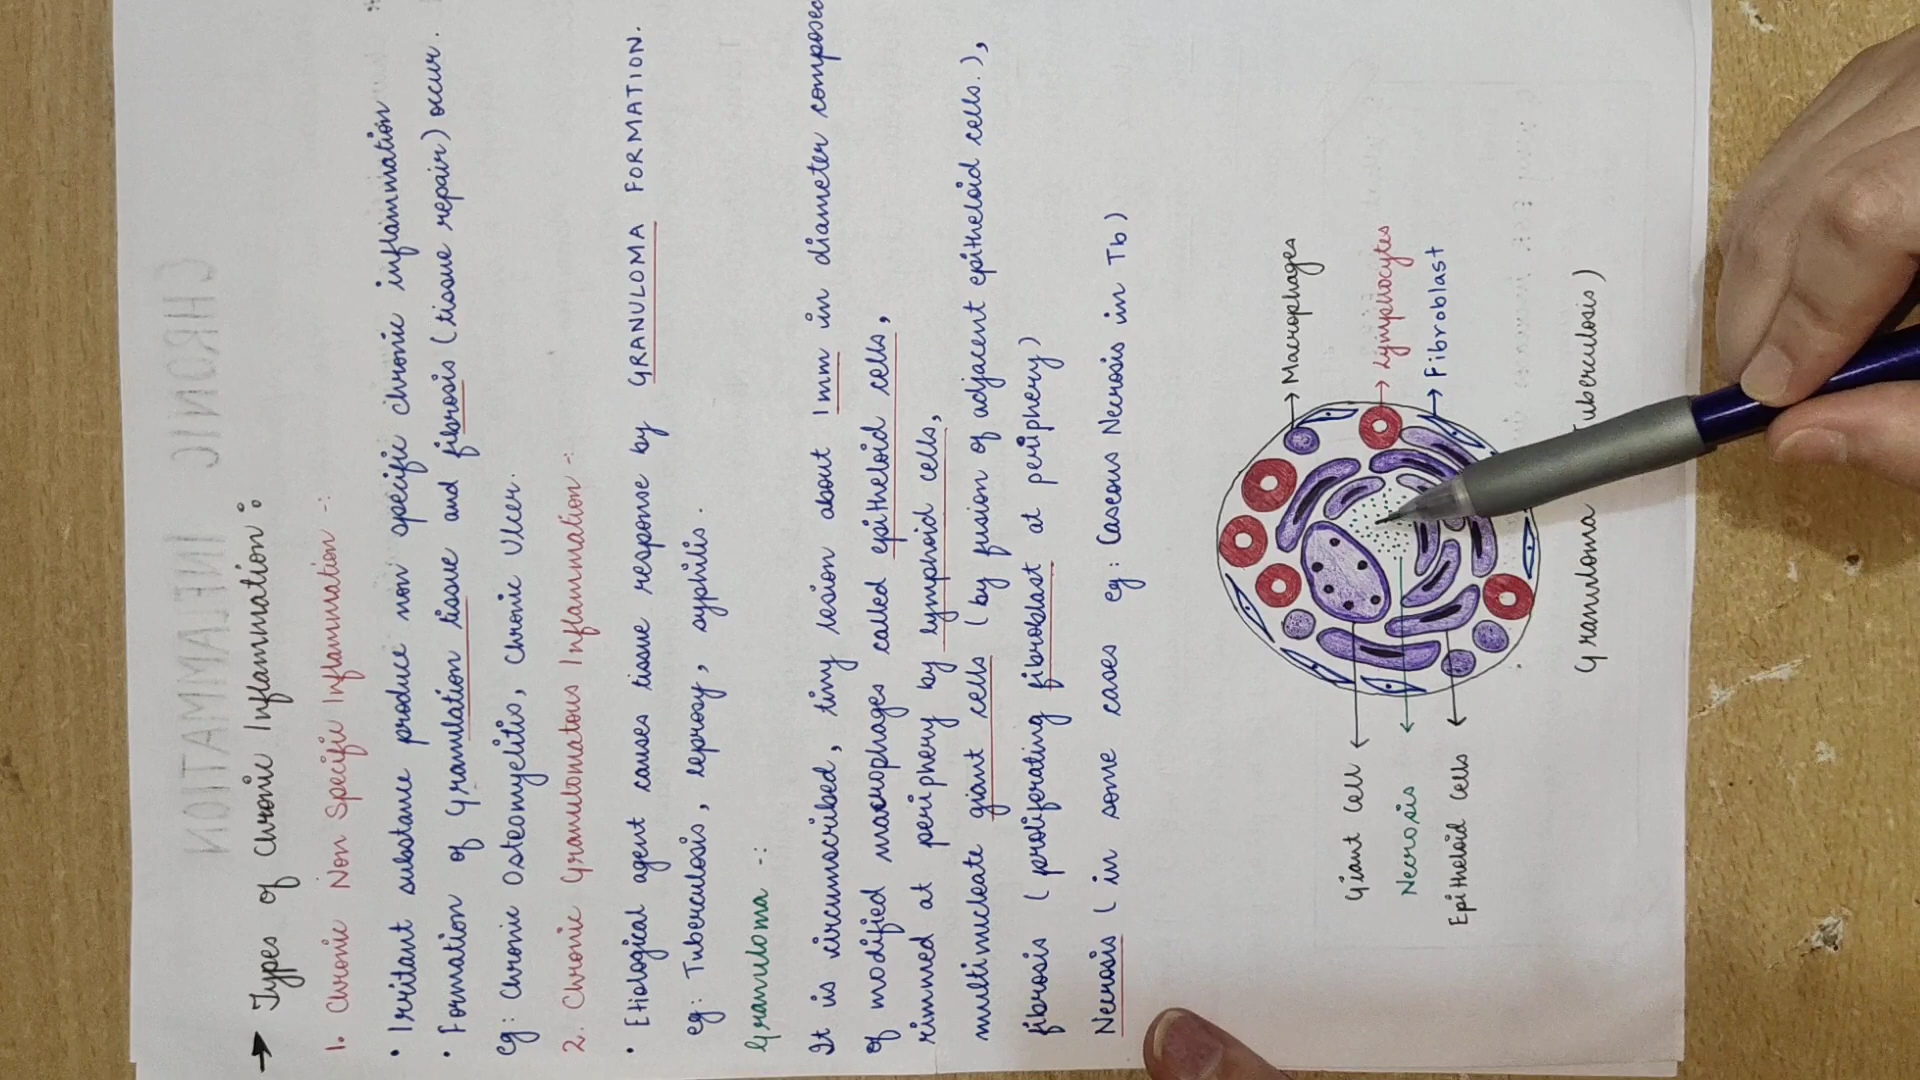 → Types of Chronic Inflammation :
1. Chronic Non Specific Inflammation -:
• Irritant substance produce non specific chronic inflammation
• Formation of Granulation tissue and fibrosis (tissue repair) occur.
eg: Chronic Osteomyelitis, Chronic Ulcer.
2. Chronic Granulomatous Inflammation -:
• Etiological agent causes tissue response by GRANULOMA FORMATION.
eg: Tuberculosis, leprosy, syphilis.
Granuloma -:
It is circumscribed, tiny lesion about 1mm in diameter composed
of modified macrophages called epitheloid cells,
rimmed at periphery by lymphoid cells,
multinucleate giant cells (by fusion of adjacent epitheloid cells.),
fibrosis (proliferating fibroblast at periphery)
Necrosis (in some cases eg: Caseous Necrosis in Tb)
Macrophages
Lymphocytes
Fibroblast
Giant Cell
Necrosis
Epitheloid Cells
Granuloma Tuberculosis)
CHRONIC INFLAMMATION